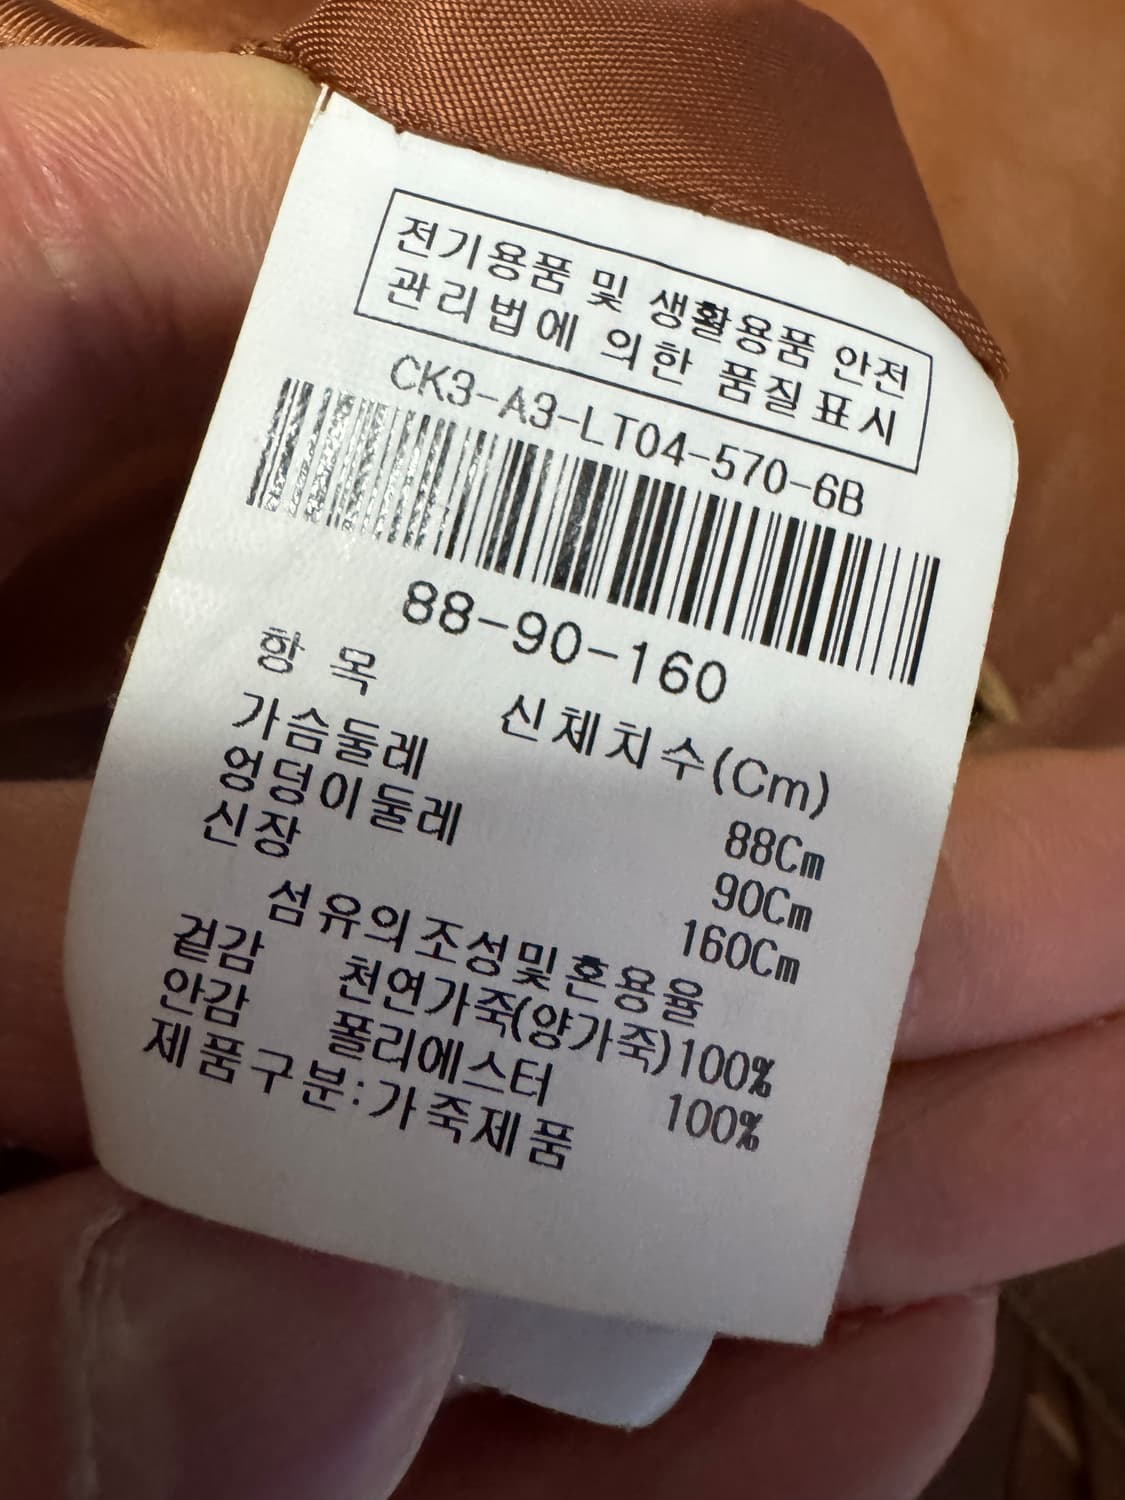 전기용품 및 생활용품 안전
관리법에 의한 품질표시
CK3-A3-LT04-570-6B
88-90-160
항 목 신체치수(Cm)
가슴둘레 88Cm
엉덩이둘레 90Cm
신장 160Cm
섬유의조성및혼용율
겉감 천연가죽(양가죽)100%
안감 폴리에스터 100%
제품구분:가죽제품